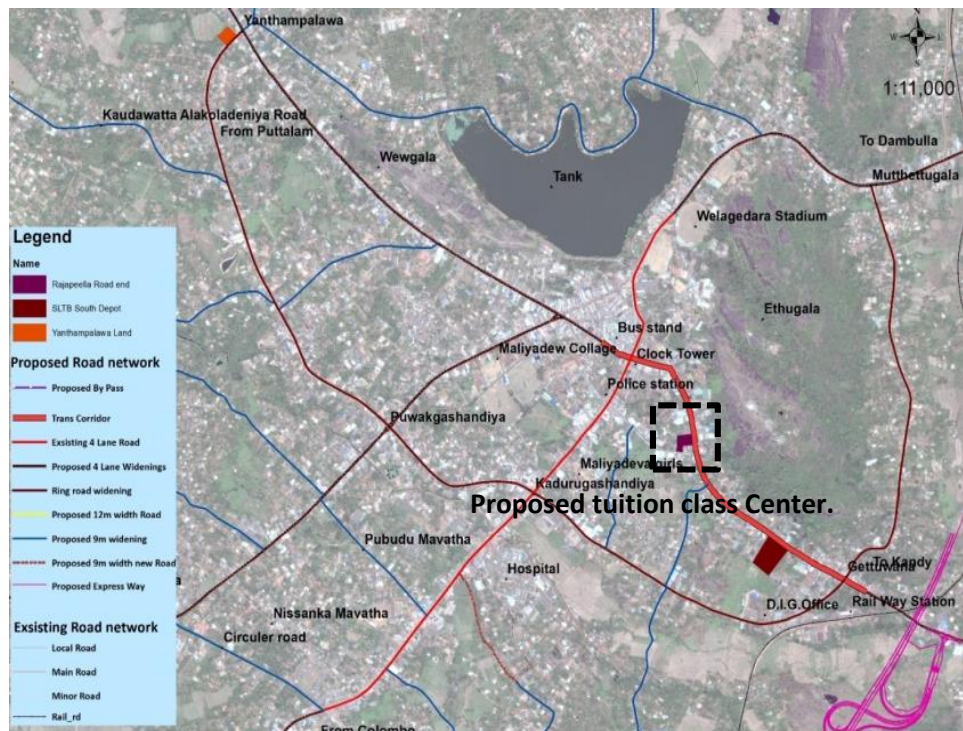 Yanthampalawa
N
W
E
S
1:11,000
Kaudawatta Alakoladeniya Road
From Puttalam
To Dambulla
Wewgala
Mutthettugala
Tank
Welagedara Stadium
Legend
Name
Rajapeella Road end
SLTB South Depot
Yanthampalawa Land
Ethugala
Bus stand
Maliyadew Collage
Clock Tower
Police station
Proposed Road network
Proposed By Pass
Trans Corridor
Exsisting 4 Lane Road
Proposed 4 Lane Widenings
Ring road widening
Proposed 12m width Road
Proposed 9m widening
Proposed 9m width new Road
Proposed Express Way
Puwakgashandiya
Maliyadeva girls
Kadurugashandiya
Proposed tuition class Center.
Pubudu Mavatha
Hospital
To Kandy
Gettuwana
D.I.G.Office
Rail Way Station
Nissanka Mavatha
Circuler road
Exsisting Road network
Local Road
Main Road
Minor Road
Rail_rd
From Colombo